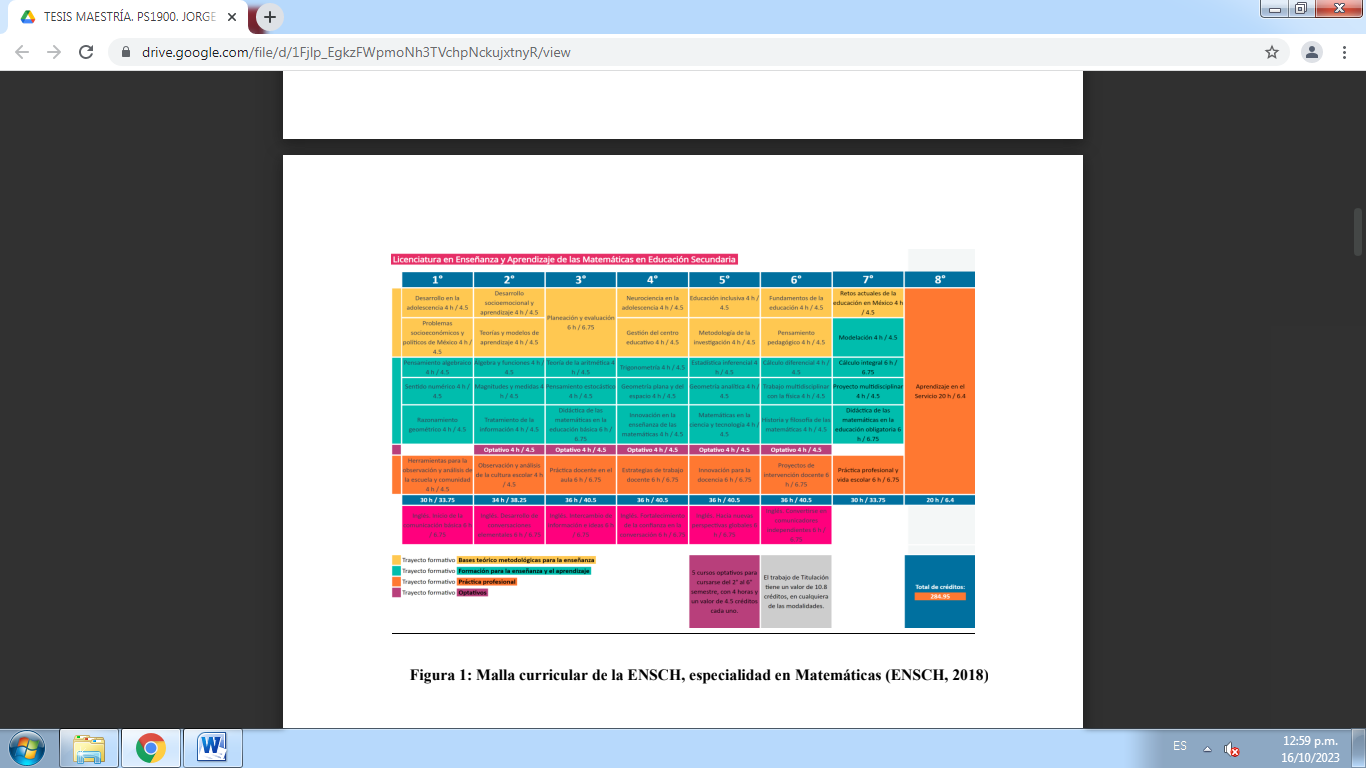 TESIS MAESTRÍA. PS1900. JORGE
drive.google.com/file/d/1Fjlp_EgkzFWpmoNh3TVchpNckujxtnyR/view
Licenciatura en Enseñanza y Aprendizaje de las Matemáticas en Educación Secundaria
1° 2° 3° 4° 5° 6° 7° 8°
Desarrollo en la
adolescencia 4 h / 4.5
Desarrollo
socioemocional y
aprendizaje 4 h / 4.5
Planeación y evaluación
6 h / 6.75
Neurociencia en la
adolescencia 4 h / 4.5
Educación inclusiva 4 h /
4.5
Fundamentos de la
educación 4 h / 4.5
Retos actuales de la
educación en México 4 h
/ 4.5
Problemas
socioeconómicos y
políticos de México 4 h /
4.5
Teorías y modelos de
aprendizaje 4 h / 4.5
Gestión del centro
educativo 4 h / 4.5
Metodología de la
investigación 4 h / 4.5
Pensamiento
pedagógico 4 h / 4.5
Modelación 4 h / 4.5
Pensamiento algebraico
4 h / 4.5
Álgebra y funciones 4 h /
4.5
Teoría de la aritmética 4
h / 4.5
Trigonometría 4 h / 4.5
Estadística inferencial 4
h / 4.5
Cálculo diferencial 4 h /
4.5
Cálculo integral 6 h /
6.75
Aprendizaje en el
Servicio 20 h / 6.4
Sentido numérico 4 h /
4.5
Magnitudes y medidas 4
h / 4.5
Pensamiento estocástico
4 h / 4.5
Geometría plana y del
espacio 4 h / 4.5
Geometría analítica 4 h /
4.5
Trabajo multidisciplinar
con la física 4 h / 4.5
Proyecto multidisciplinar
4 h / 4.5
Razonamiento
geométrico 4 h / 4.5
Tratamiento de la
información 4 h / 4.5
Didáctica de las
matemáticas en la
educación básica 6 h /
6.75
Innovación en la
enseñanza de las
matemáticas 4 h / 4.5
Matemáticas en la
ciencia y tecnología 4 h /
4.5
Historia y filosofía de las
matemáticas 4 h / 4.5
Didáctica de las
matemáticas en la
educación obligatoria 6
h / 6.75
Optativo 4 h / 4.5 Optativo 4 h / 4.5 Optativo 4 h / 4.5 Optativo 4 h / 4.5 Optativo 4 h / 4.5
Herramientas para la
observación y análisis de
la escuela y comunidad
4 h / 4.5
Observación y análisis
de la cultura escolar 4 h
/ 4.5
Práctica docente en el
aula 6 h / 6.75
Estrategias de trabajo
docente 6 h / 6.75
Innovación para la
docencia 6 h / 6.75
Proyectos de
intervención docente 6
h / 6.75
Práctica profesional y
vida escolar 6 h / 6.75
30 h / 33.75 34 h / 38.25 36 h / 40.5 36 h / 40.5 36 h / 40.5 36 h / 40.5 30 h / 33.75 20 h / 6.4
Trayecto formativo Bases teórico metodológicas para la enseñanza
Trayecto formativo Formación para la enseñanza y el aprendizaje
Trayecto formativo Práctica profesional
Trayecto formativo Optativos
5 cursos optativos para
cursarse del 2° al 6°
semestre, con 4 horas y
un valor de 4.5 créditos
cada uno.
El trabajo de Titulación
tiene un valor de 10.8
créditos, en cualquiera
de las modalidades.
Total de créditos:
284.95
Figura 1: Malla curricular de la ENSCH, especialidad en Matemáticas (ENSCH, 2018)
ES
12:59 p.m.
16/10/2023